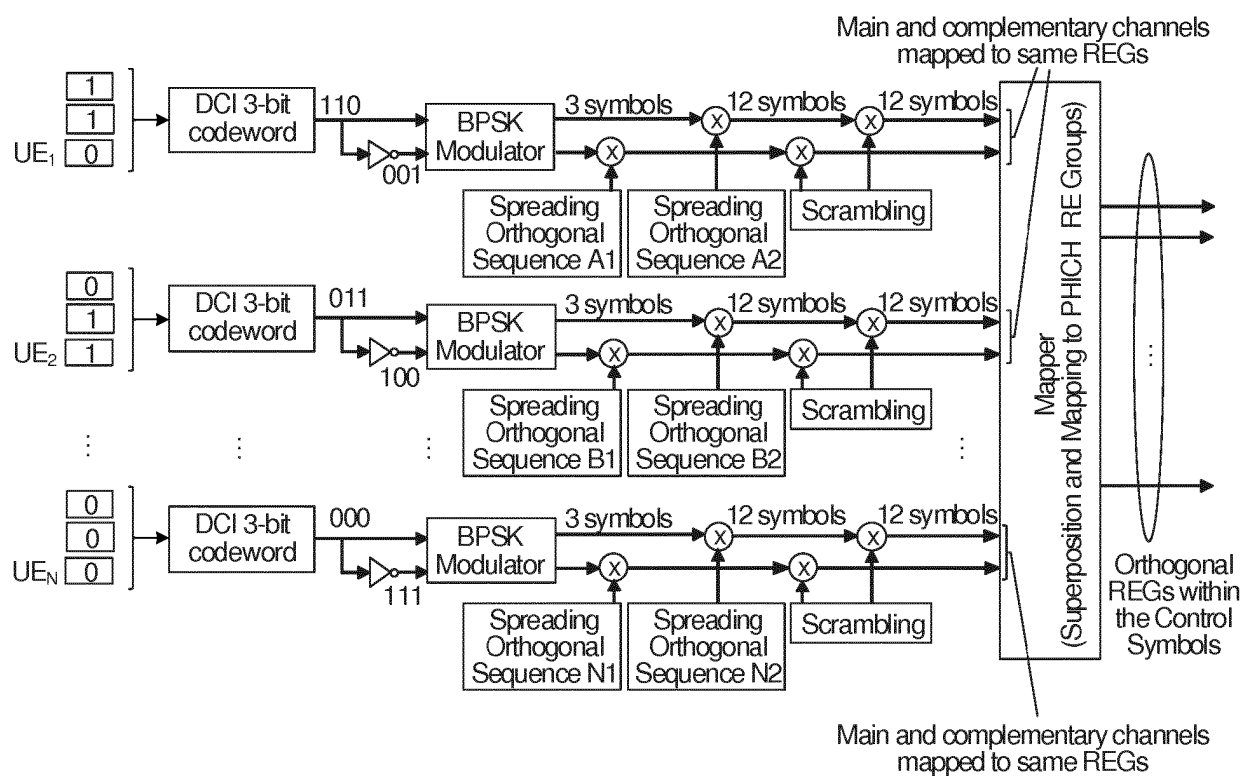 Main and complementary channels
mapped to same REGs
1
1
UE1 0
DCI 3-bit
codeword
110
001
BPSK
Modulator
3 symbols
12 symbols
12 symbols
X
X
X
X
Spreading
Orthogonal
Sequence A1
Spreading
Orthogonal
Sequence A2
Scrambling
0
1
UE2 1
DCI 3-bit
codeword
011
100
BPSK
Modulator
3 symbols
12 symbols
12 symbols
X
X
X
X
Spreading
Orthogonal
Sequence B1
Spreading
Orthogonal
Sequence B2
Scrambling
0
0
UEN 0
DCI 3-bit
codeword
000
111
BPSK
Modulator
3 symbols
12 symbols
12 symbols
X
X
X
X
Spreading
Orthogonal
Sequence N1
Spreading
Orthogonal
Sequence N2
Scrambling
Mapper
(Superposition and Mapping to PHICH RE Groups)
Orthogonal
REGs within
the Control
Symbols
Main and complementary channels
mapped to same REGs